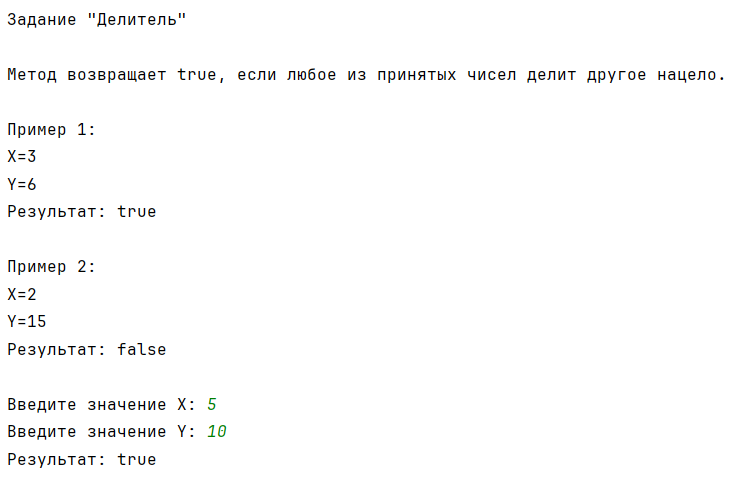 Задание "Делитель"
Метод возвращает true, если любое из принятых чисел делит другое нацело.
Пример 1:
X=3
Y=6
Результат: true
Пример 2:
X=2
Y=15
Результат: false
Введите значение X: 5
Введите значение Y: 10
Результат: true